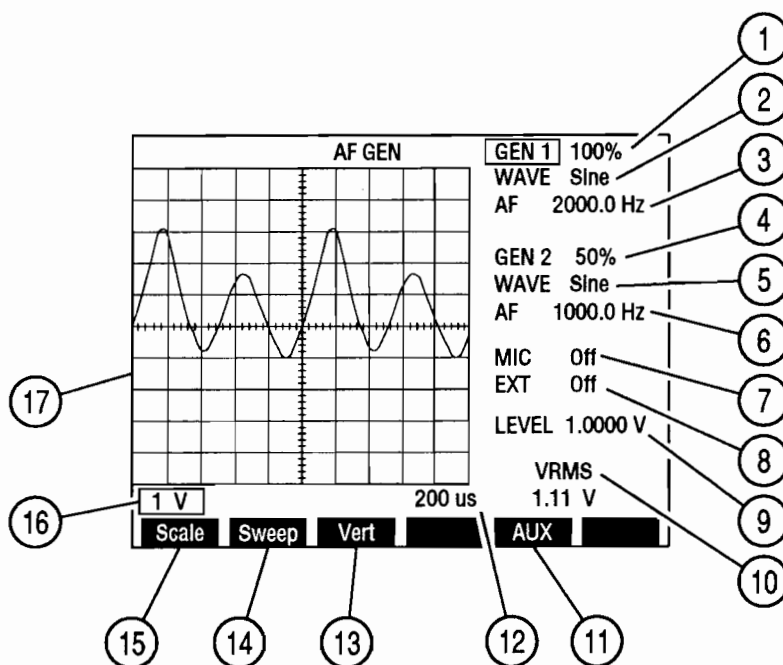 1
2
AF GEN
GEN 1 100%
WAVE Sine
3
AF 2000.0 Hz
4
GEN 2 50%
WAVE Sine
5
AF 1000.0 Hz
6
MIC Off
7
EXT Off
17
8
LEVEL 1.0000 V
VRMS
9
16
1 V
200 us
1.11 V
Scale
Sweep
Vert
AUX
10
15
14
13
12
11